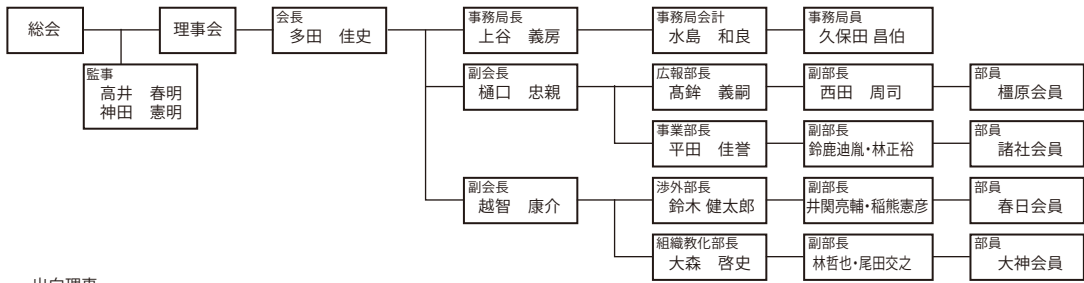 総会
理事会
会長
多田 佳史
監事
高井 春明
神田 憲明
事務局長
上谷 義房
事務局会計
水島 和良
事務局員
久保田 昌伯
副会長
樋口 忠親
広報部長
髙鉾 義嗣
副部長
西田 周司
部員
橿原会員
事業部長
平田 佳誉
副部長
鈴鹿迪胤・林正裕
部員
諸社会員
副会長
越智 康介
渉外部長
鈴木 健太郎
副部長
井関亮輔・稲熊憲彦
部員
春日会員
組織教化部長
大森 啓史
副部長
林哲也・尾田交之
部員
大神会員
出向理事